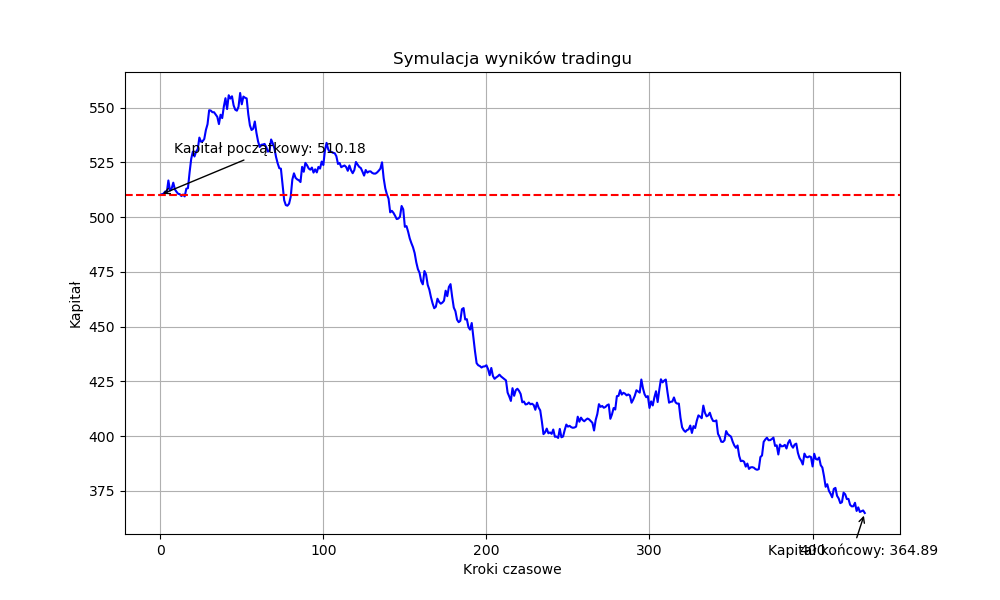 Symulacja wyników tradingu
Kapitał
550
525
500
475
450
425
400
375
Kapitał początkowy: 510.18
0
100
200
300
400
Kapitał końcowy: 364.89
Kroki czasowe